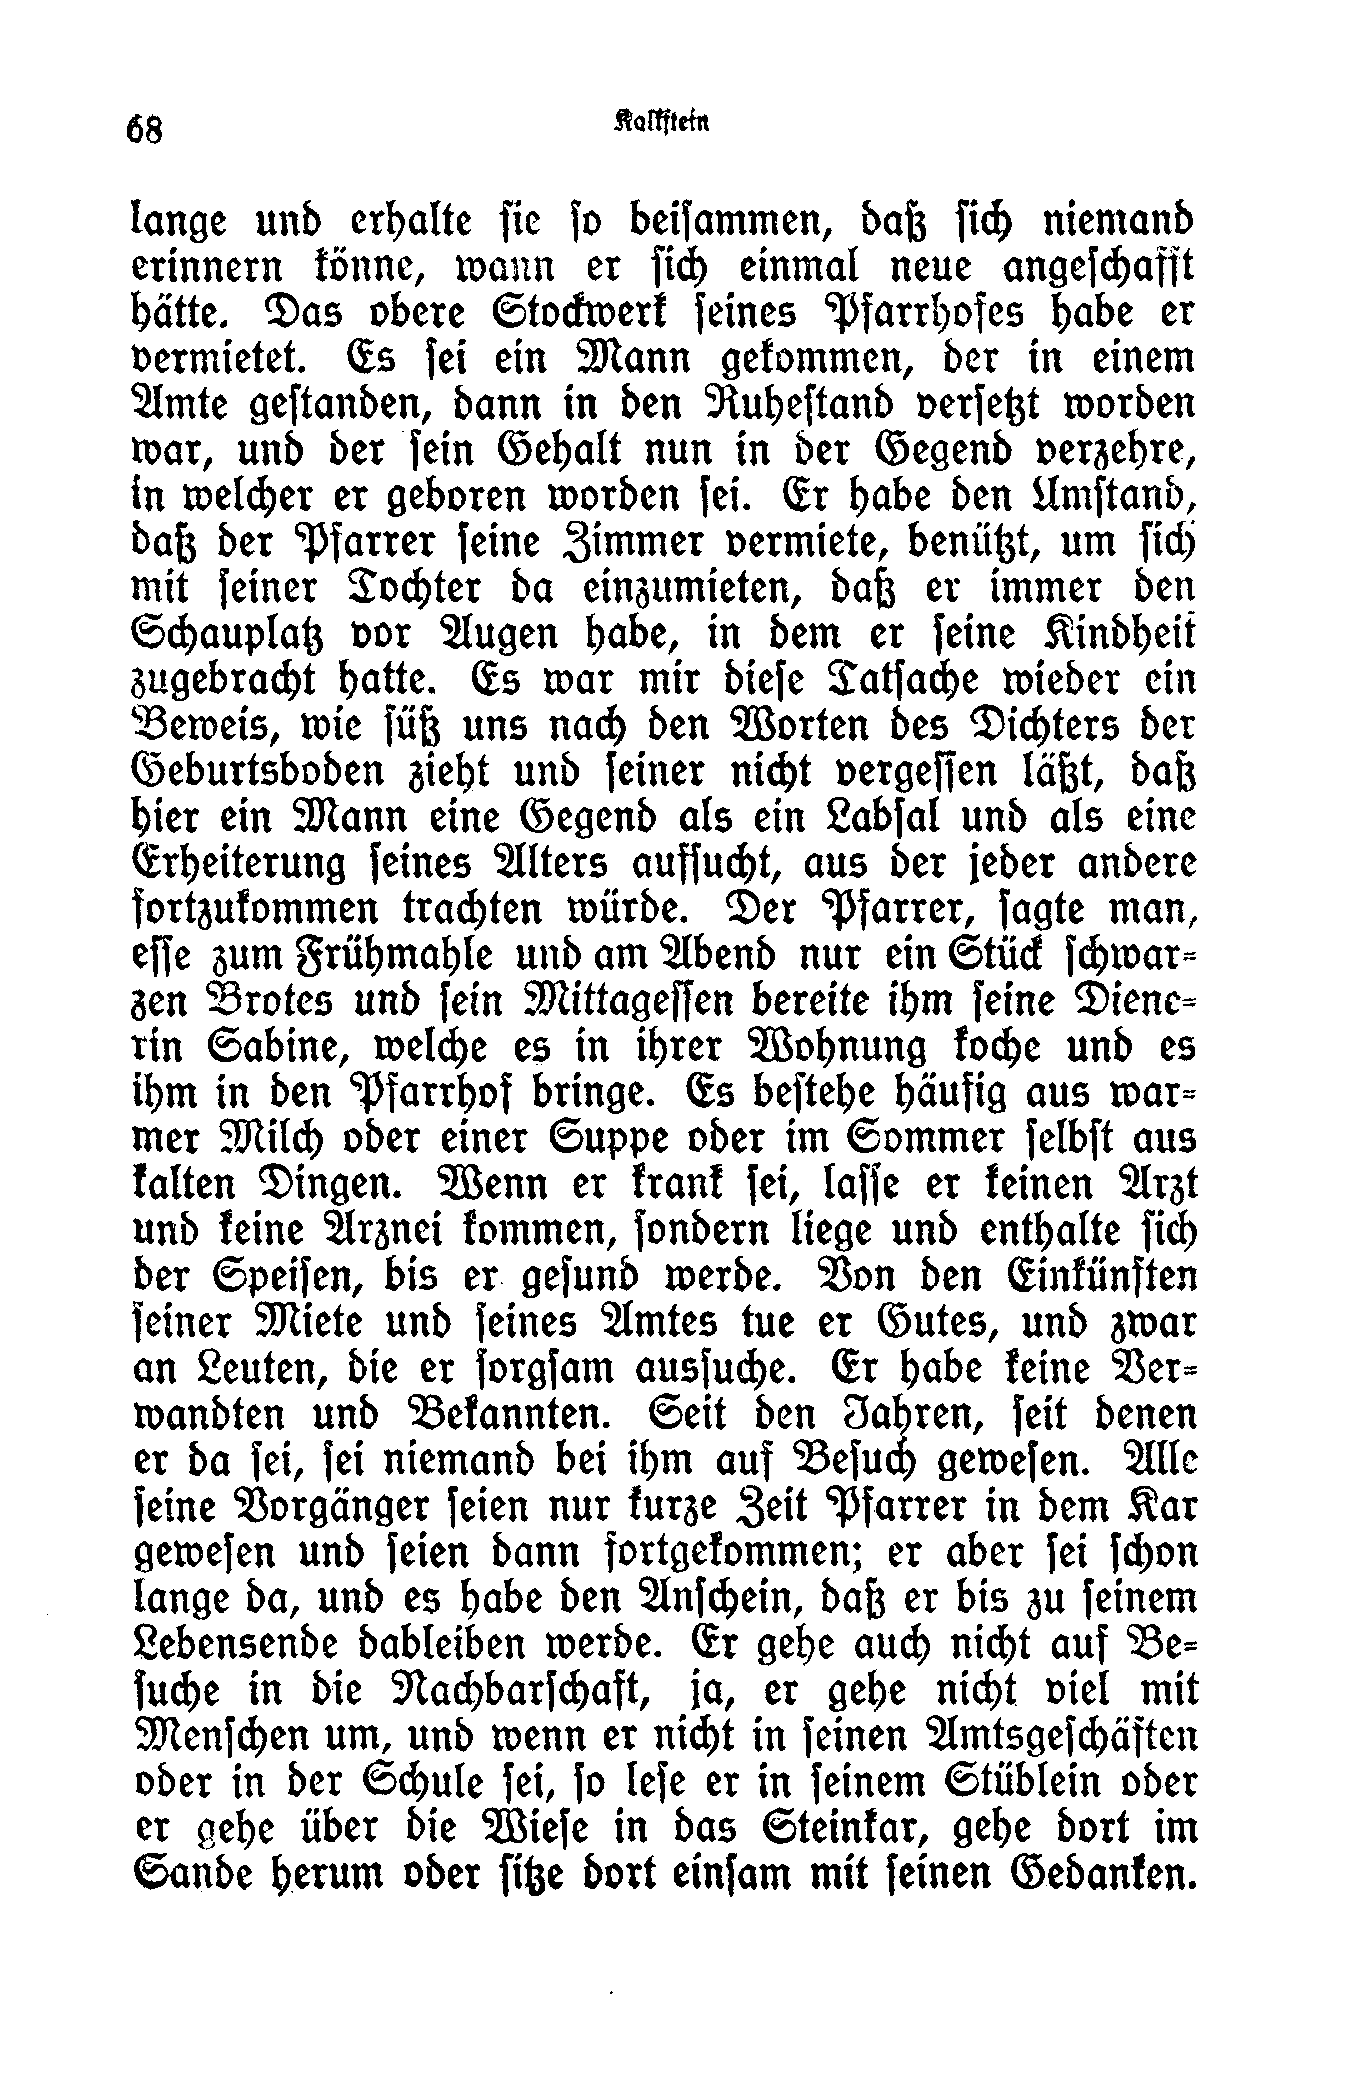 68
Kalkstein
lange und erhalte ſie ſo beiſammen, daß ſich niemand
erinnern könne, wann er ſich einmal neue angeſchafft
hätte. Das obere Stockwerk ſeines Pfarrhofes habe er
vermietet. Es ſei ein Mann gekommen, der in einem
Amte geſtanden, dann in den Ruheſtand verſetzt worden
war, und der ſein Gehalt nun in der Gegend verzehre,
in welcher er geboren worden ſei. Er habe den Umſtand,
daß der Pfarrer ſeine Zimmer vermiete, benützt, um ſich
mit ſeiner Tochter da einzumieten, daß er immer den
Schauplatz vor Augen habe, in dem er ſeine Kindheit
zugebracht hatte. Es war mir dieſe Tatſache wieder ein
Beweis, wie ſüß uns nach den Worten des Dichters der
Geburtsboden zieht und ſeiner nicht vergeſſen läßt, daß
hier ein Mann eine Gegend als ein Labſal und als eine
Erheiterung ſeines Alters aufſucht, aus der jeder andere
fortzukommen trachten würde. Der Pfarrer, ſagte man,
eſſe zum Frühmahle und am Abend nur ein Stück ſchwar-
zen Brotes und ſein Mittageſſen bereite ihm ſeine Diene-
rin Sabine, welche es in ihrer Wohnung koche und es
ihm in den Pfarrhof bringe. Es beſtehe häufig aus war-
mer Milch oder einer Suppe oder im Sommer ſelbſt aus
kalten Dingen. Wenn er krank ſei, laſſe er keinen Arzt
und keine Arznei kommen, ſondern liege und enthalte ſich
der Speiſen, bis er geſund werde. Von den Einkünften
ſeiner Miete und ſeines Amtes tue er Gutes, und zwar
an Leuten, die er ſorgſam ausſuche. Er habe keine Ver-
wandten und Bekannten. Seit den Jahren, ſeit denen
er da ſei, ſei niemand bei ihm auf Beſuch geweſen. Alle
ſeine Vorgänger ſeien nur kurze Zeit Pfarrer in dem Kar
geweſen und ſeien dann fortgekommen; er aber ſei ſchon
lange da, und es habe den Anſchein, daß er bis zu ſeinem
Lebensende dableiben werde. Er gehe auch nicht auf Be-
ſuche in die Nachbarſchaft, ja, er gehe nicht viel mit
Menſchen um, und wenn er nicht in ſeinen Amtsgeſchäften
oder in der Schule ſei, ſo leſe er in ſeinem Stüblein oder
er gehe über die Wieſe in das Steinkar, gehe dort im
Sande herum oder ſitze dort einſam mit ſeinen Gedanken.